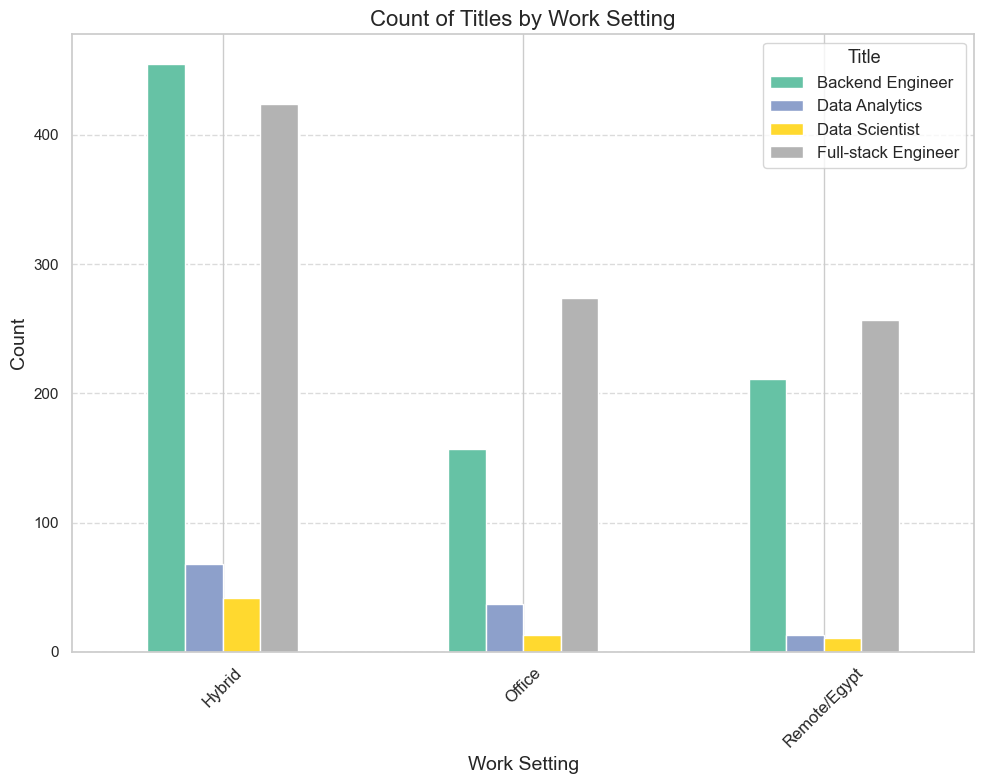 Count of Titles by Work Setting
Title
Backend Engineer
Data Analytics
Data Scientist
Full-stack Engineer
Count
400
300
200
100
0
Hybrid
Office
Remote/Egypt
Work Setting